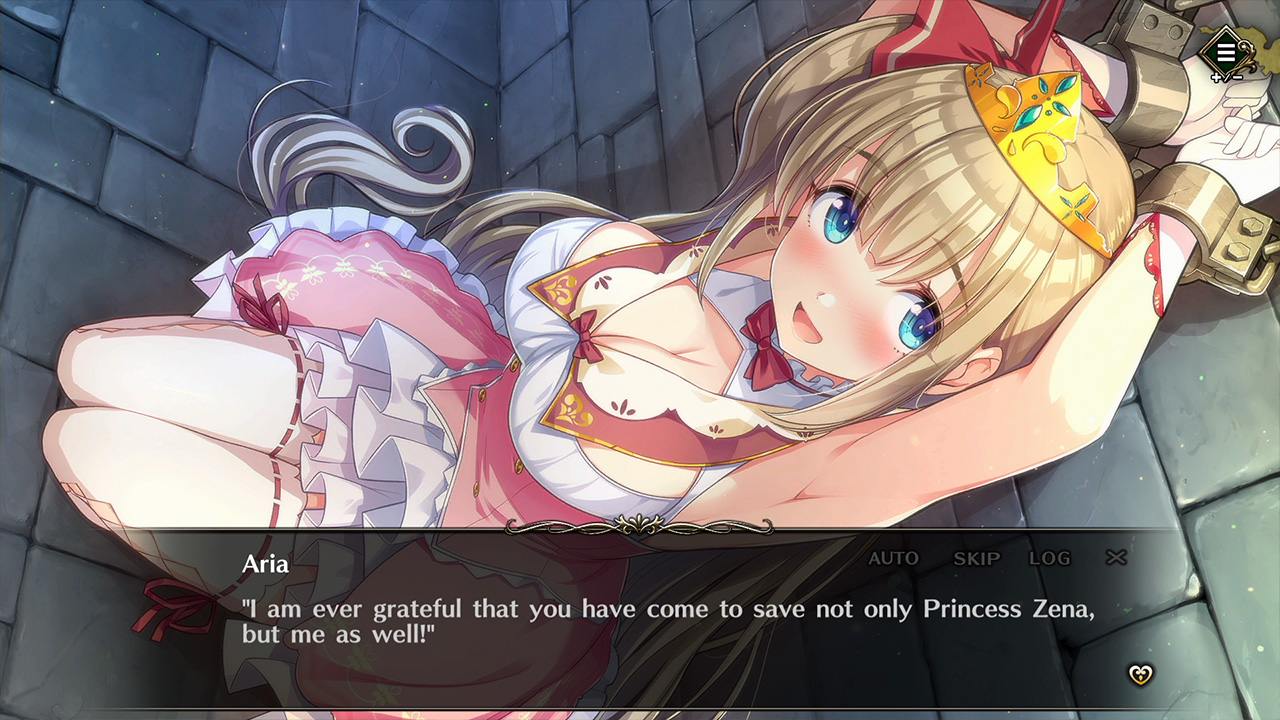 Aria
AUTO SKIP LOG
"I am ever grateful that you have come to save not only Princess Zena,
but me as well!"